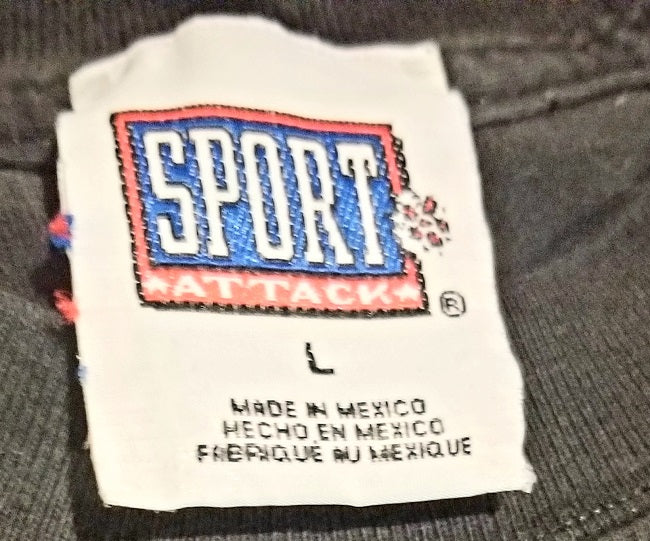 SPORT
ATTACK
®
L
MADE IN MEXICO
HECHO EN MEXICO
FABRIQUE AU MEXIQUE